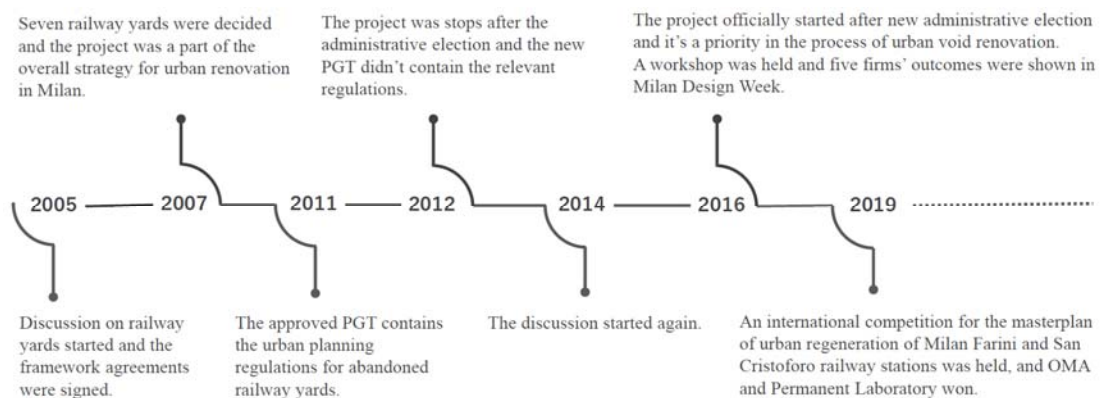 Seven railway yards were decided
and the project was a part of the
overall strategy for urban renovation
in Milan.
The project was stops after the
administrative election and the new
PGT didn't contain the relevant
regulations.
The project officially started after new administrative election
and it's a priority in the process of urban void renovation.
A workshop was held and five firms' outcomes were shown in
Milan Design Week.
2005
2007
2011
2012
2014
2016
2019
Discussion on railway
yards started and the
framework agreements
were signed.
The approved PGT contains
the urban planning
regulations for abandoned
railway yards.
The discussion started again.
An international competition for the masterplan
of urban regeneration of Milan Farini and San
Cristoforo railway stations was held, and OMA
and Permanent Laboratory won.